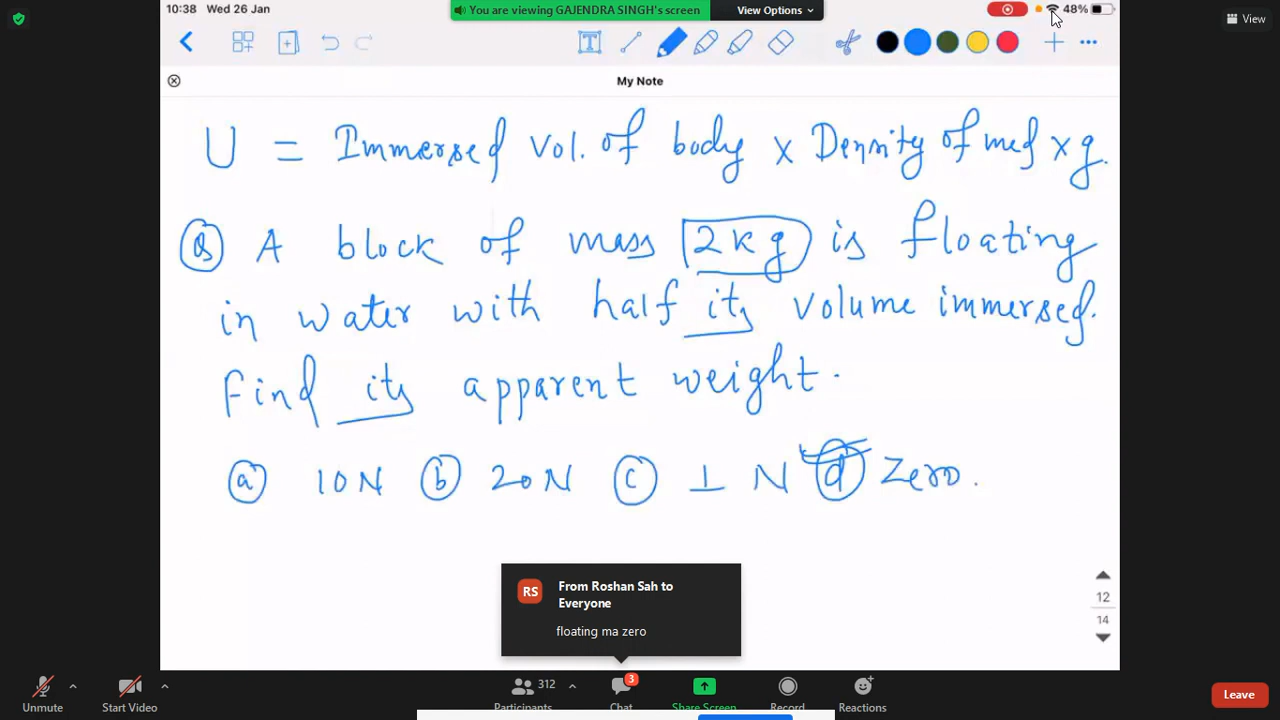 10:38 Wed 26 Jan
You are viewing GAJENDRA SINGH's screen
View Options
48%
View
My Note
U = Immersed Vol. of body x Density of med x g.
Q A block of mass 2 kg is floating
in water with half its volume immersed.
Find its apparent weight.
a 10 N b 20 N c 1 N d Zero.
RS
From Roshan Sah to
Everyone
floating ma zero
12
14
Unmute
Start Video
312
Participants
3
Chat
Share Screen
Record
Reactions
Leave